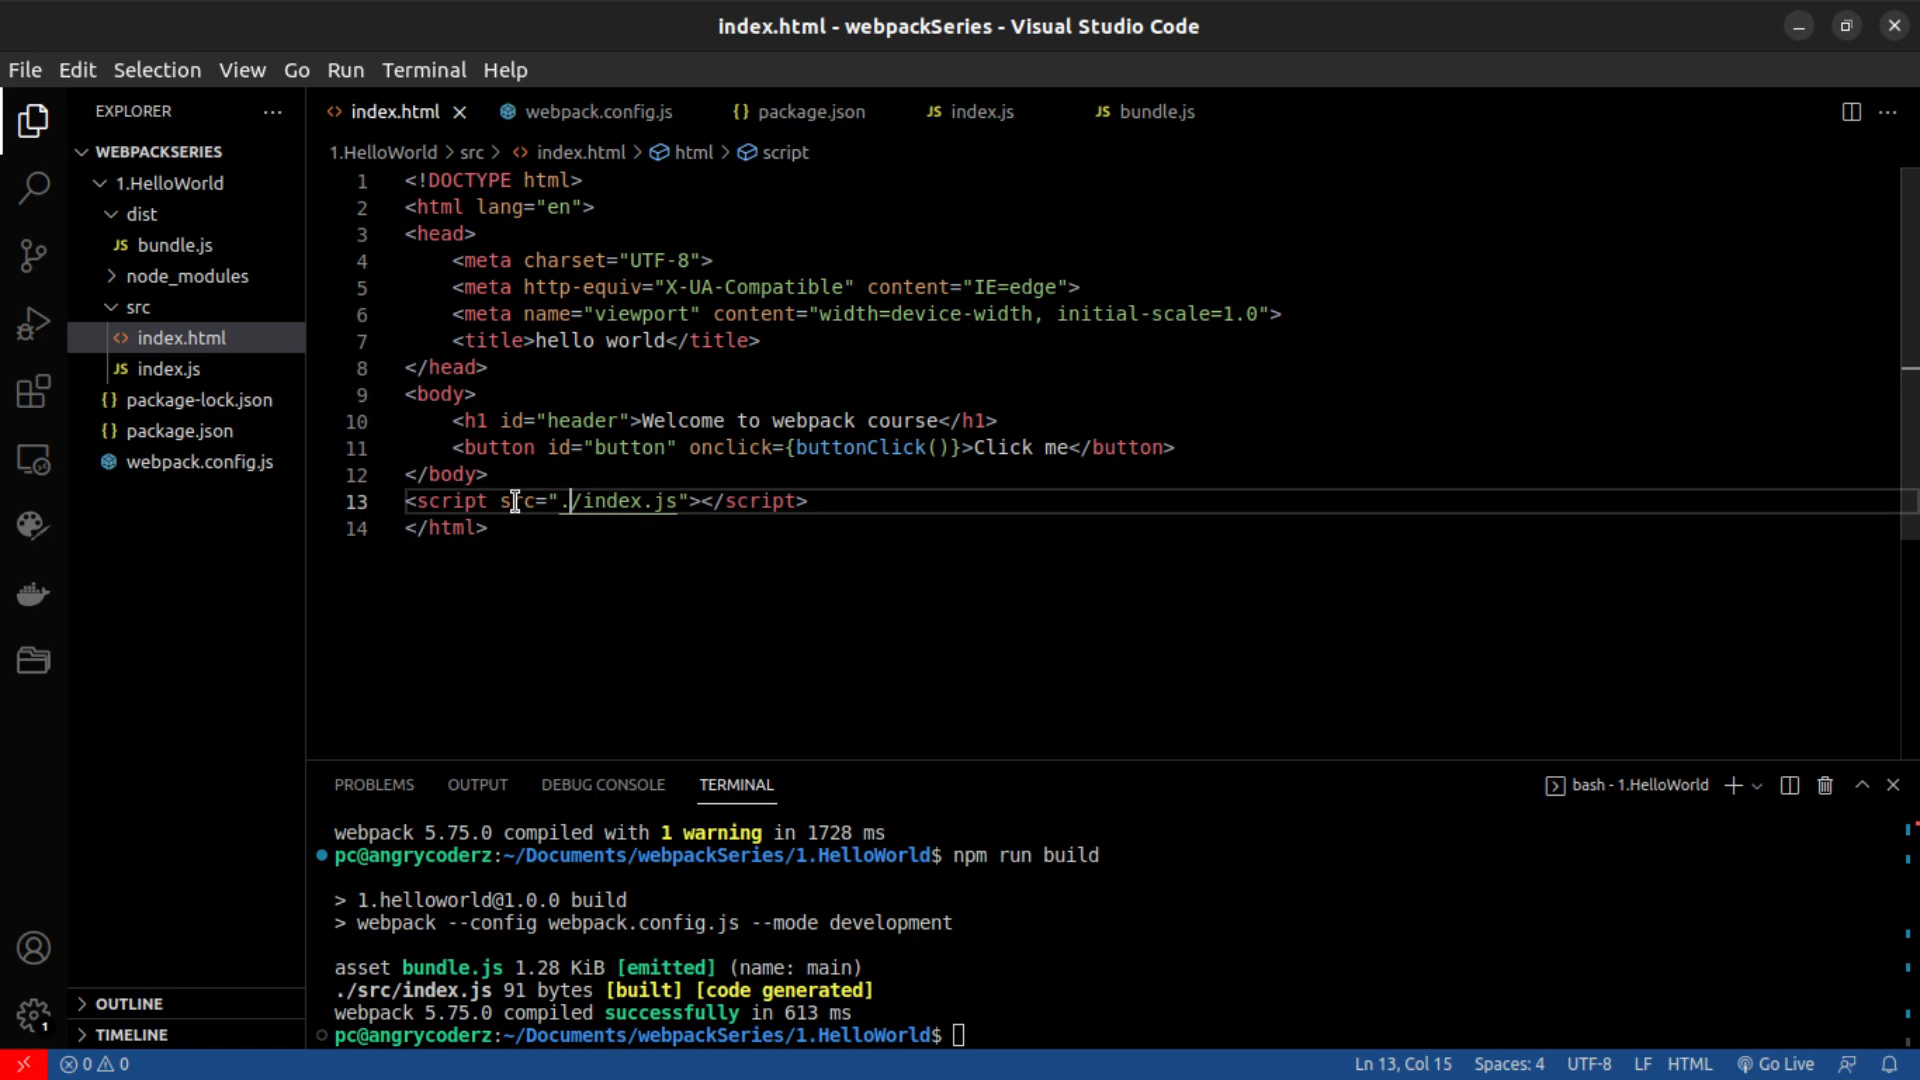 index.html - webpackSeries - Visual Studio Code
File Edit Selection View Go Run Terminal Help
EXPLORER
WEBPACKSERIES
1.HelloWorld
dist
JS bundle.js
node_modules
src
<> index.html
JS index.js
{} package-lock.json
{} package.json
webpack.config.js
OUTLINE
TIMELINE
1
<> index.html webpack.config.js {} package.json JS index.js JS bundle.js
1.HelloWorld > src > <> index.html > html > script
1 <!DOCTYPE html>
2 <html lang="en">
3 <head>
4 <meta charset="UTF-8">
5 <meta http-equiv="X-UA-Compatible" content="IE=edge">
6 <meta name="viewport" content="width=device-width, initial-scale=1.0">
7 <title>hello world</title>
8 </head>
9 <body>
10 <h1 id="header">Welcome to webpack course</h1>
11 <button id="button" onclick={buttonClick()}>Click me</button>
12 </body>
13 <script src="./index.js"></script>
14 </html>
PROBLEMS OUTPUT DEBUG CONSOLE TERMINAL bash - 1.HelloWorld
webpack 5.75.0 compiled with 1 warning in 1728 ms
pc@angrycoderz:~/Documents/webpackSeries/1.HelloWorld$ npm run build
> 1.helloworld@1.0.0 build
> webpack --config webpack.config.js --mode development
asset bundle.js 1.28 KiB [emitted] (name: main)
./src/index.js 91 bytes [built] [code generated]
webpack 5.75.0 compiled successfully in 613 ms
pc@angrycoderz:~/Documents/webpackSeries/1.HelloWorld$
0 0 Ln 13, Col 15 Spaces: 4 UTF-8 LF HTML Go Live